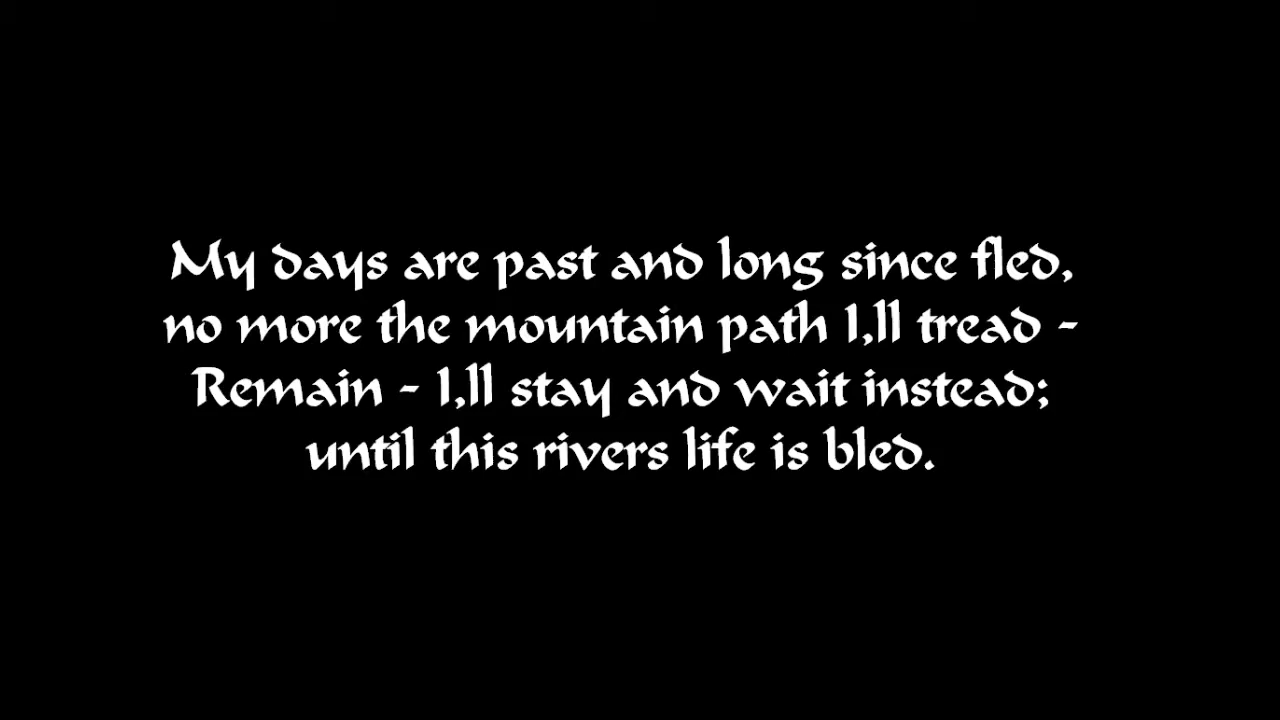 My days are past and long since fled,
no more the mountain path I,ll tread -
Remain - I,ll stay and wait instead;
until this rivers life is bled.